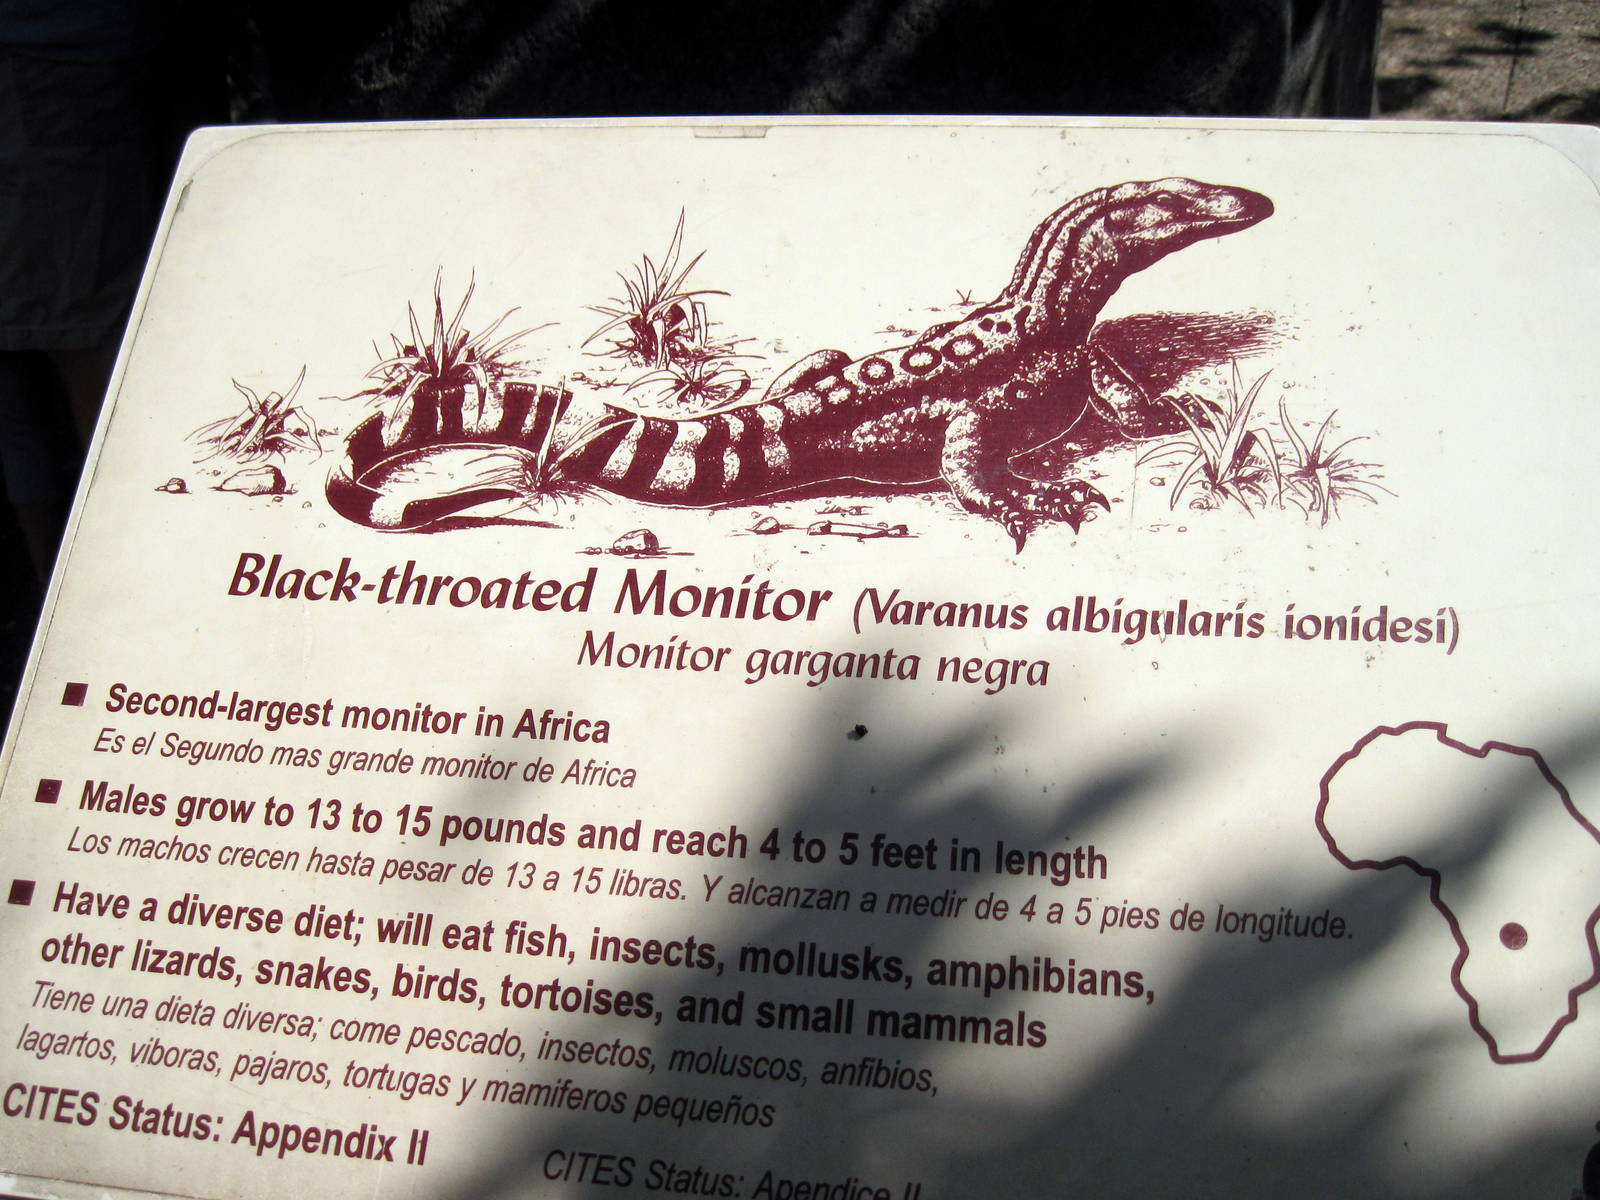 Black-throated Monitor (Varanus albigularis ionidesi)
Monitor garganta negra
■ Second-largest monitor in Africa
Es el Segundo mas grande monitor de Africa
■ Males grow to 13 to 15 pounds and reach 4 to 5 feet in length
Los machos crecen hasta pesar de 13 a 15 libras. Y alcanzan a medir de 4 a 5 pies de longitude.
■ Have a diverse diet; will eat fish, insects, mollusks, amphibians,
other lizards, snakes, birds, tortoises, and small mammals
Tiene una dieta diversa; come pescado, insectos, moluscos, anfibios,
lagartos, viboras, pajaros, tortugas y mamiferos pequeños
CITES Status: Appendix II
CITES Status: Apendice II